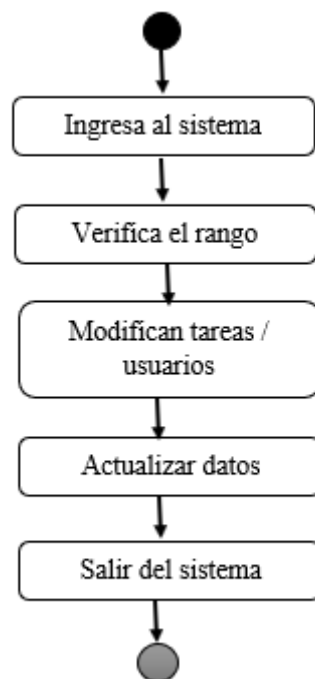 Ingresa al sistema
Verifica el rango
Modifican tareas /
usuarios
Actualizar datos
Salir del sistema